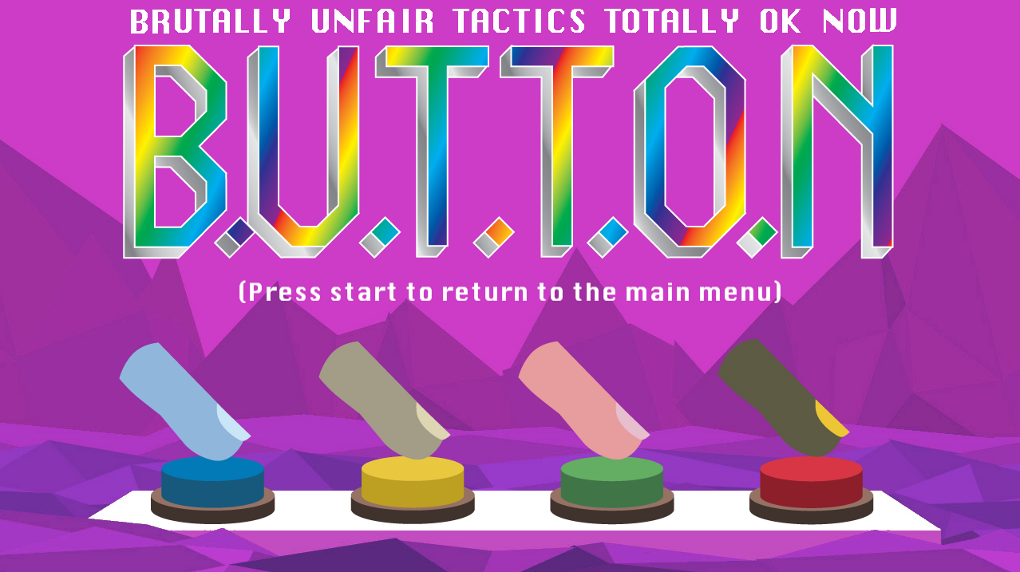 BRUTALLY UNFAIR TACTICS TOTALLY OK NOW
B.U.T.T.O.N
(Press start to return to the main menu)